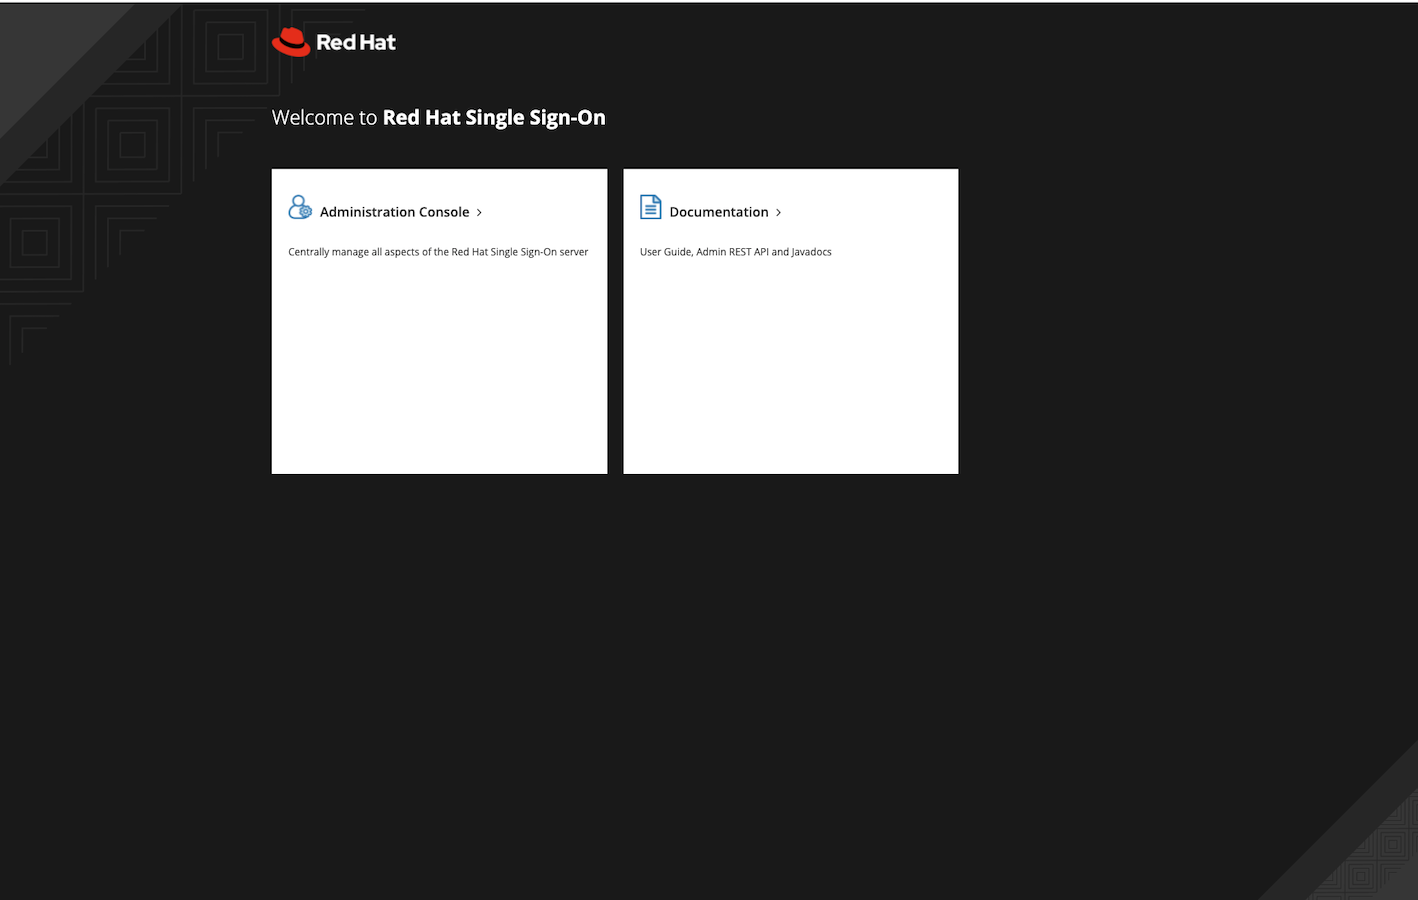 Red Hat
Welcome to Red Hat Single Sign-On
Administration Console
Centrally manage all aspects of the Red Hat Single Sign-On server
Documentation
User Guide, Admin REST API and Javadocs